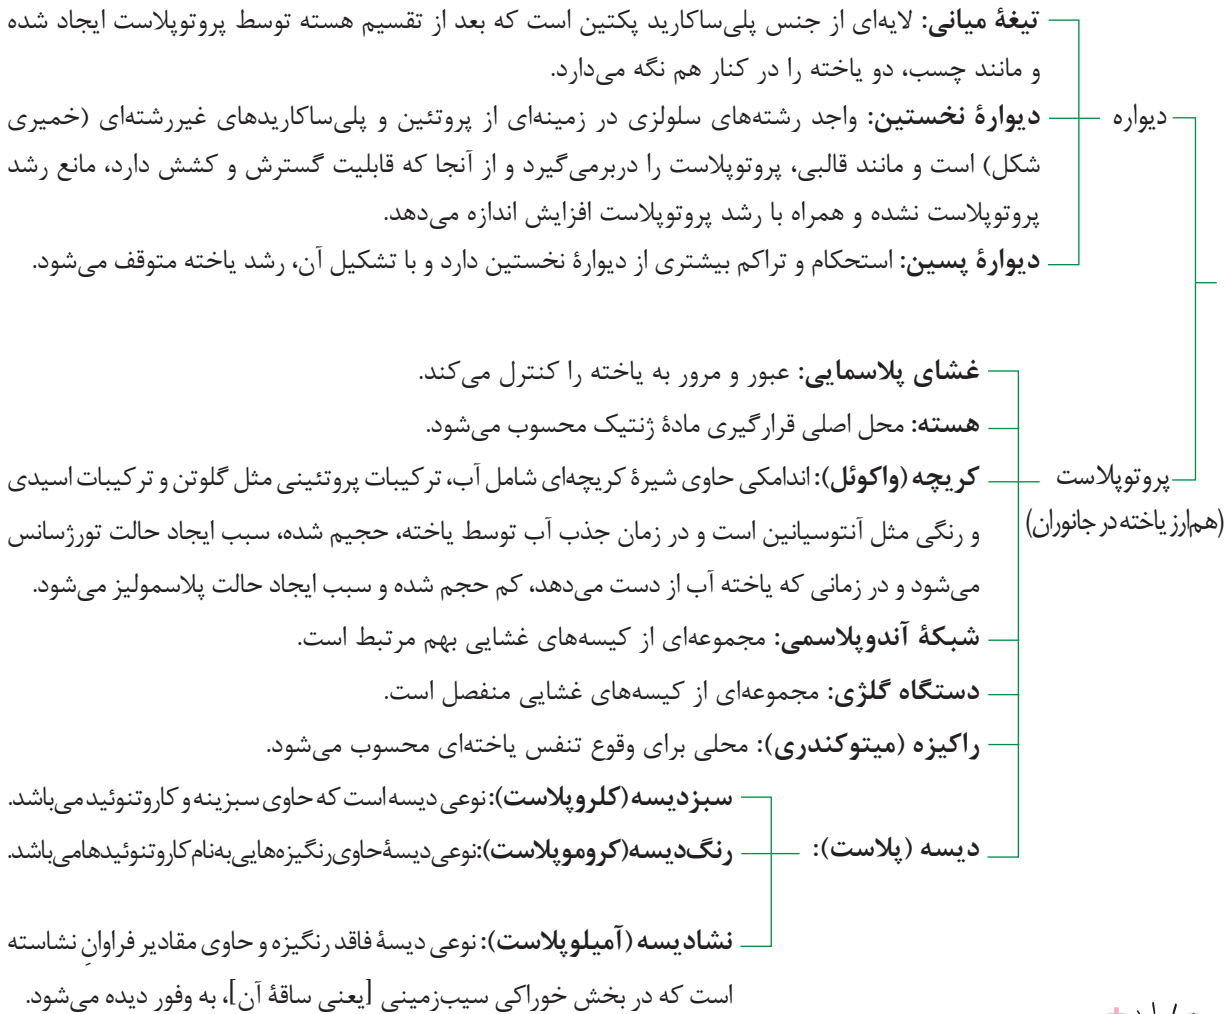 تیغهٔ میانی: لایه‌ای از جنس پلی‌ساکارید پکتین است که بعد از تقسیم هسته توسط پروتوپلاست ایجاد شده
و مانند چسب، دو یاخته را در کنار هم نگه می‌دارد.
دیواره
دیوارهٔ نخستین: واجد رشته‌های سلولزی در زمینه‌ای از پروتئین و پلی‌ساکاریدهای غیررشته‌ای (خمیری
شکل) است و مانند قالبی، پروتوپلاست را دربرمی‌گیرد و از آنجا که قابلیت گسترش و کشش دارد، مانع رشد
پروتوپلاست نشده و همراه با رشد پروتوپلاست افزایش اندازه می‌دهد.
دیوارهٔ پسین: استحکام و تراکم بیشتری از دیوارهٔ نخستین دارد و با تشکیل آن، رشد یاخته متوقف می‌شود.
غشای پلاسمایی: عبور و مرور به یاخته را کنترل می‌کند.
هسته: محل اصلی قرارگیری مادهٔ ژنتیک محسوب می‌شود.
پروتوپلاست
(هم‌ارز یاخته در جانوران)
کریچه (واکوئل): اندامکی حاوی شیرهٔ کریچه‌ای شامل آب، ترکیبات پروتئینی مثل گلوتن و ترکیبات اسیدی
و رنگی مثل آنتوسیانین است و در زمان جذب آب توسط یاخته، حجیم شده، سبب ایجاد حالت تورژسانس
می‌شود و در زمانی که یاخته آب از دست می‌دهد، کم حجم شده و سبب ایجاد حالت پلاسمولیز می‌شود.
شبکهٔ آندوپلاسمی: مجموعه‌ای از کیسه‌های غشایی بهم مرتبط است.
دستگاه گلژی: مجموعه‌ای از کیسه‌های غشایی منفصل است.
راکیزه (میتوکندری): محلی برای وقوع تنفس یاخته‌ای محسوب می‌شود.
دیسه (پلاست):
سبزدیسه (کلروپلاست): نوعی دیسه است که حاوی سبزینه و کاروتنوئید می‌باشد.
رنگ‌دیسه (کروموپلاست): نوعی دیسهٔ حاوی رنگیزه‌هایی به‌نام کاروتنوئیدها می‌باشد.
نشادیسه (آمیلوپلاست): نوعی دیسهٔ فاقد رنگیزه و حاوی مقادیر فراوانِ نشاسته
است که در بخش خوراکی سیب‌زمینی [یعنی ساقهٔ آن]، به وفور دیده می‌شود.